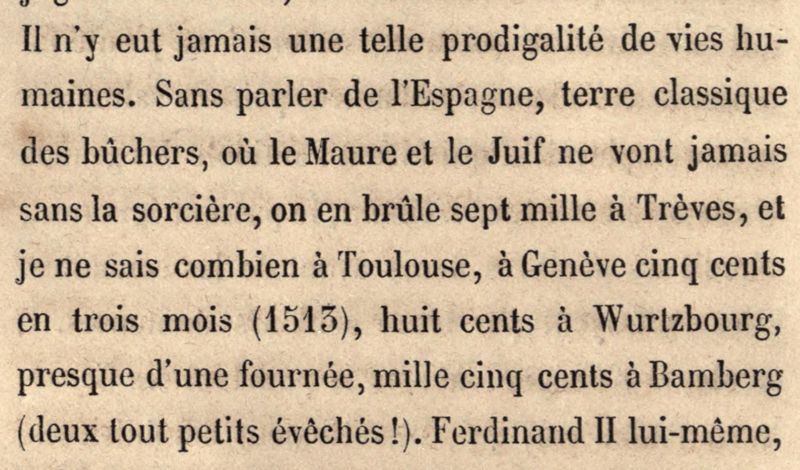 Il n'y eut jamais une telle prodigalité de vies hu-
maines. Sans parler de l'Espagne, terre classique
des bûchers, où le Maure et le Juif ne vont jamais
sans la sorcière, on en brûle sept mille à Trèves, et
je ne sais combien à Toulouse, à Genève cinq cents
en trois mois (1513), huit cents à Wurtzbourg,
presque d'une fournée, mille cinq cents à Bamberg
(deux tout petits évêchés!). Ferdinand II lui-même,